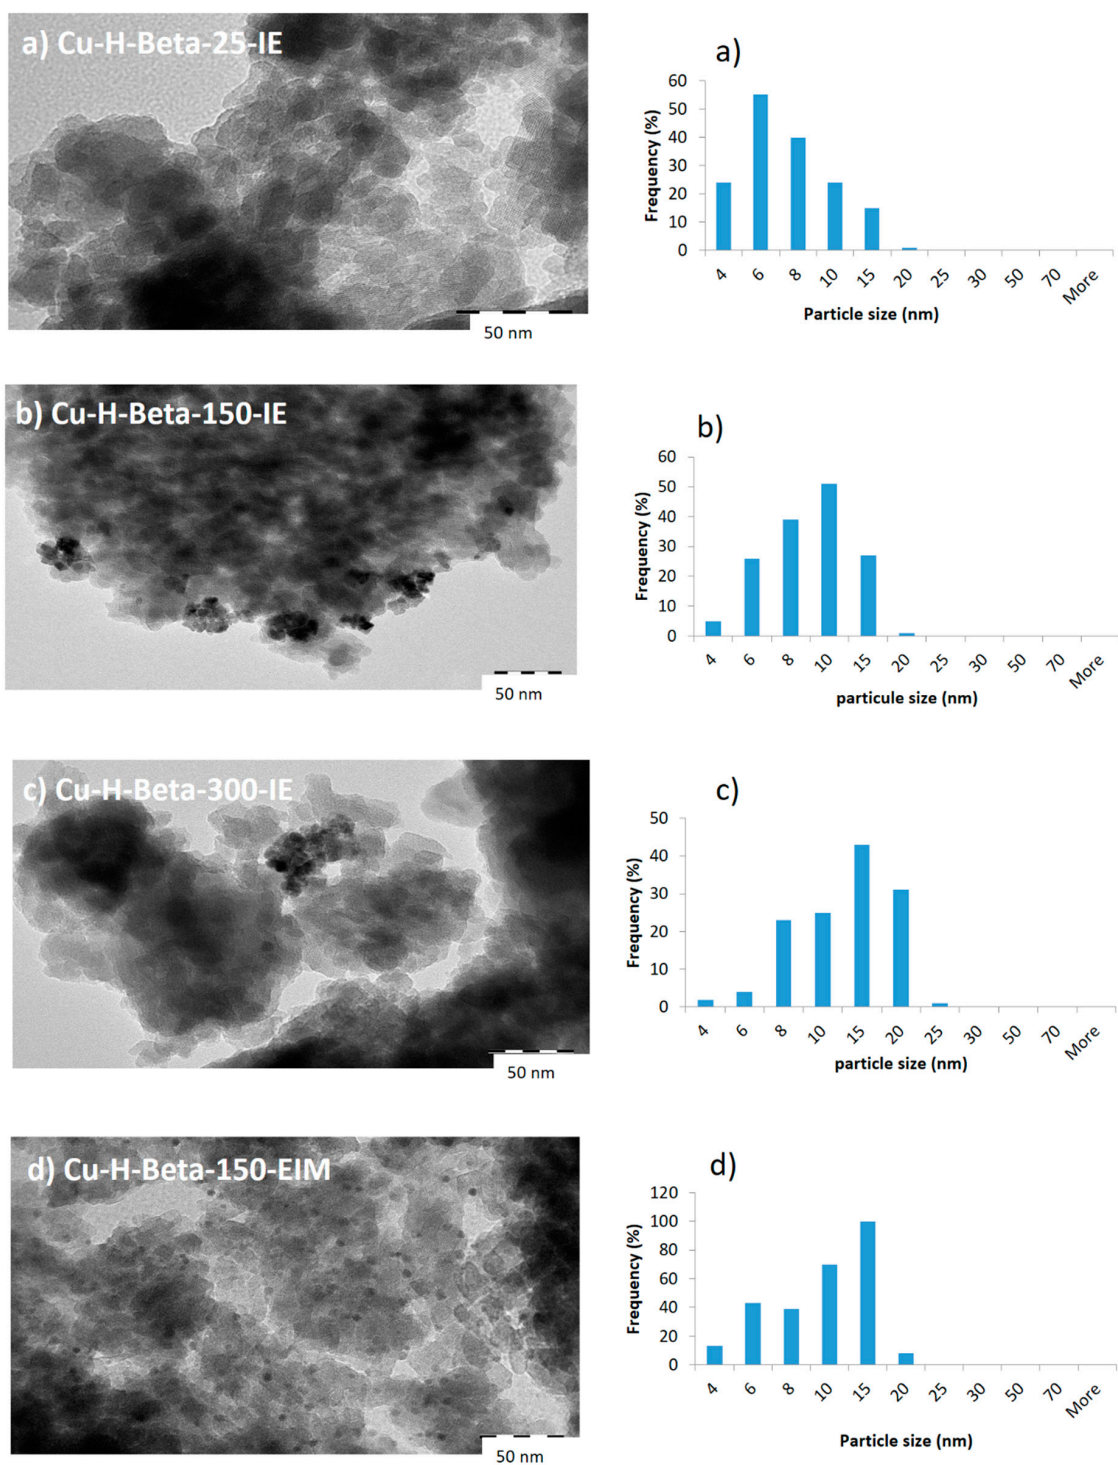 a) Cu-H-Beta-25-IE
50 nm
a)
60
50
40
30
20
10
0
Frequency (%)
4 6 8 10 15 20 25 30 50 70 More
Particle size (nm)
b) Cu-H-Beta-150-IE
50 nm
b)
60
50
40
30
20
10
0
Frequency (%)
4 6 8 10 15 20 25 30 50 70 More
particule size (nm)
c) Cu-H-Beta-300-IE
50 nm
c)
50
40
30
20
10
0
Frequency (%)
4 6 8 10 15 20 25 30 50 70 More
particle size (nm)
d) Cu-H-Beta-150-EIM
50 nm
d)
120
100
80
60
40
20
0
Frequency (%)
4 6 8 10 15 20 25 30 50 70 More
Particle size (nm)